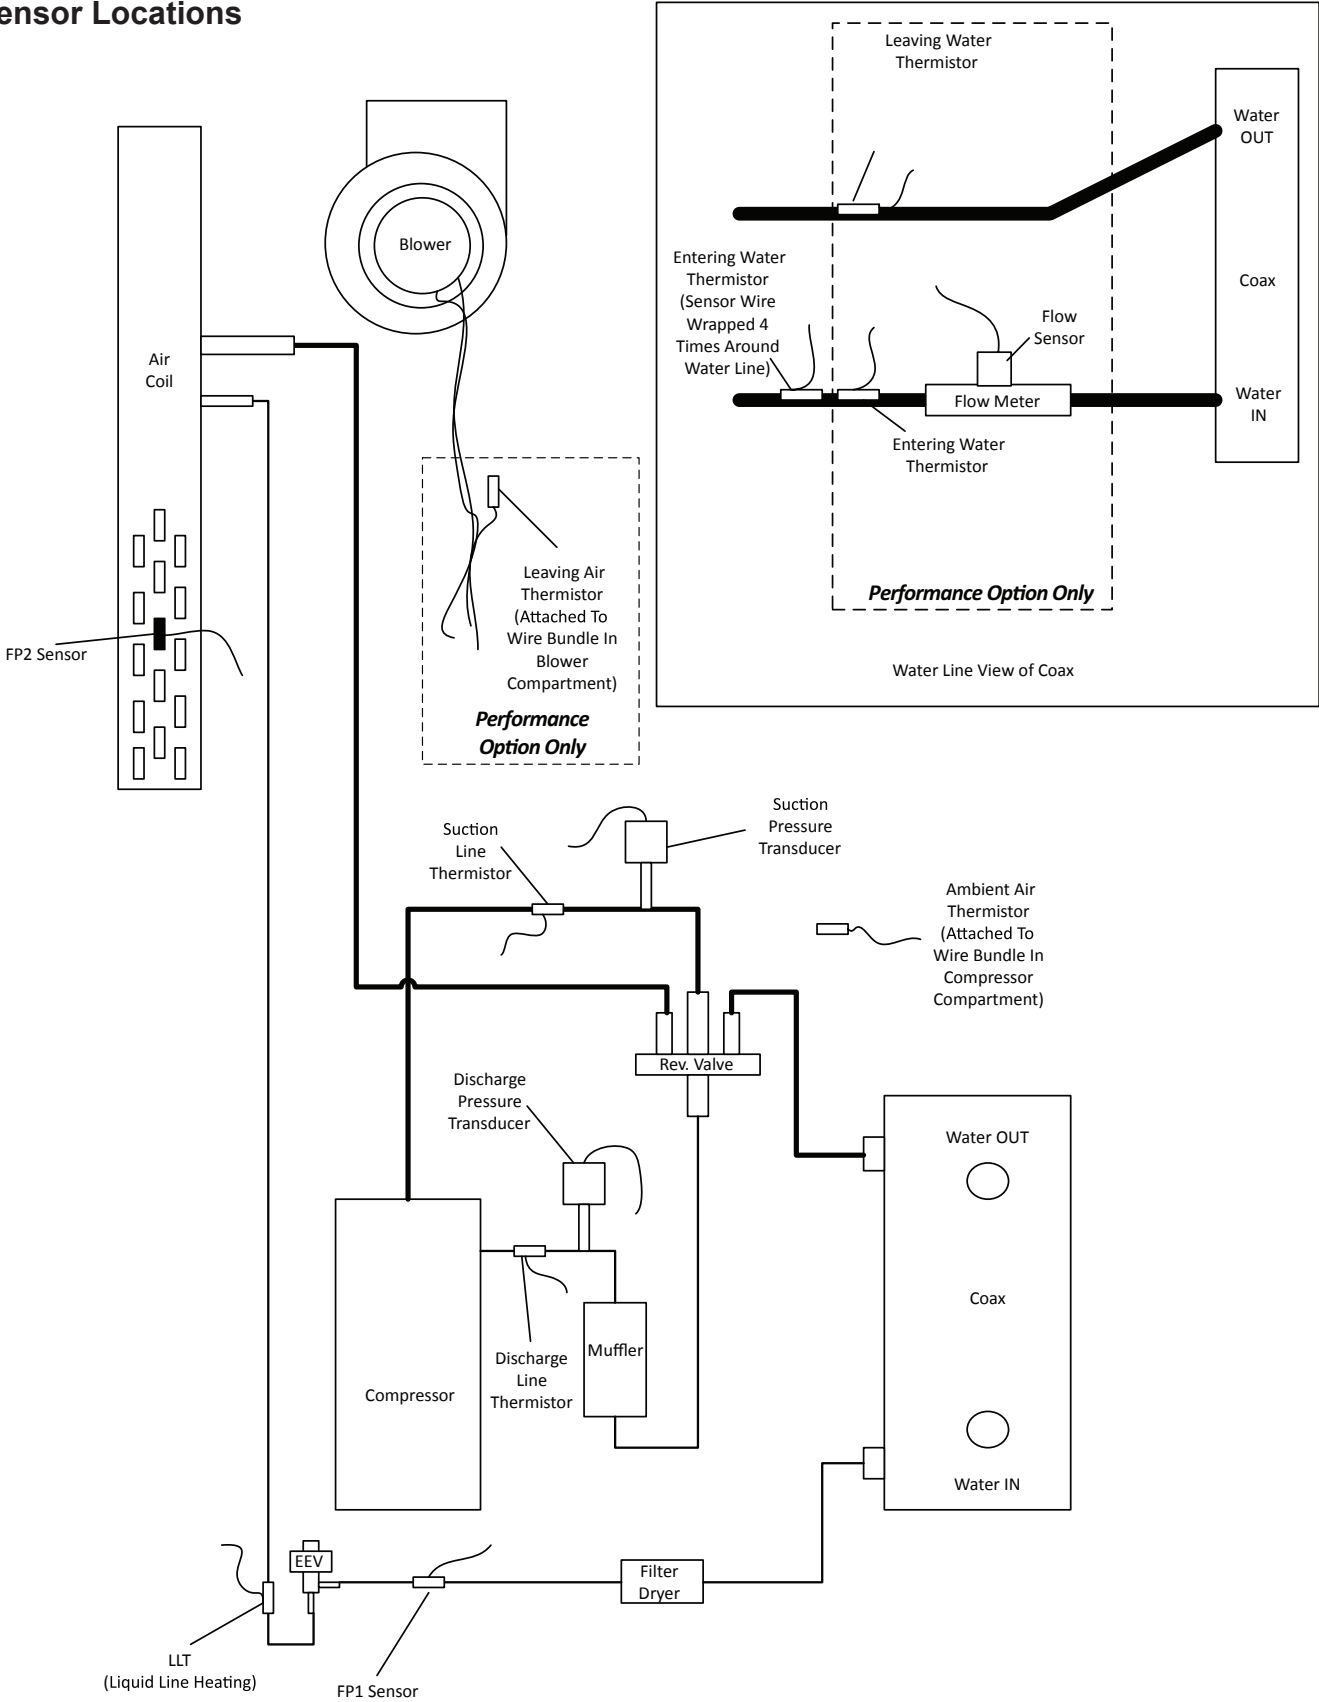 ensor Locations
Leaving Water
Thermistor
Water
OUT
Blower
Entering Water
Thermistor
(Sensor Wire
Wrapped 4
Times Around
Water Line)
Coax
Flow
Sensor
Air
Coil
Flow Meter
Water
IN
Entering Water
Thermistor
Leaving Air
Thermistor
(Attached To
Wire Bundle In
Blower
Compartment)
Performance Option Only
FP2 Sensor
Water Line View of Coax
Performance
Option Only
Suction
Pressure
Transducer
Suction
Line
Thermistor
Ambient Air
Thermistor
(Attached To
Wire Bundle In
Compressor
Compartment)
Rev. Valve
Discharge
Pressure
Transducer
Water OUT
Coax
Muffler
Discharge
Line
Thermistor
Compressor
Water IN
EEV
Filter
Dryer
LLT
(Liquid Line Heating)
FP1 Sensor